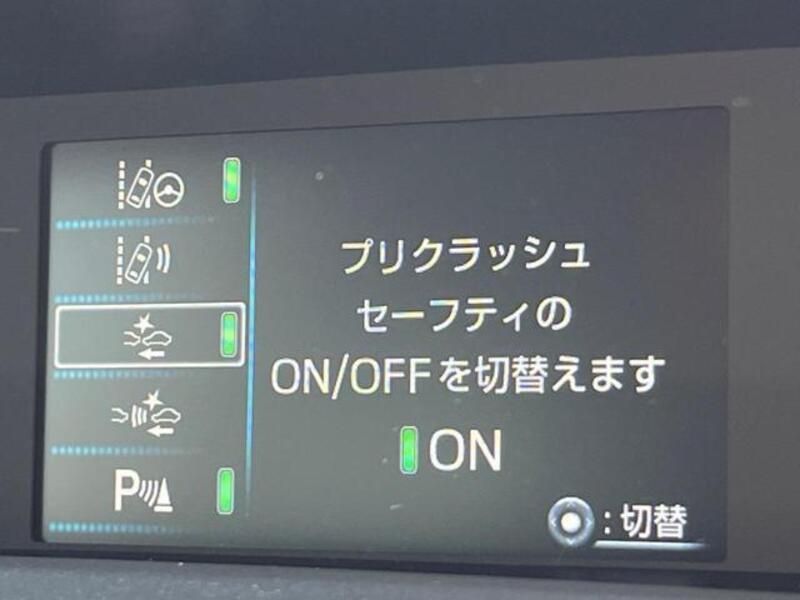 プリクラッシュ
セーフティの
ON/OFFを切替えます
ON
P
:切替